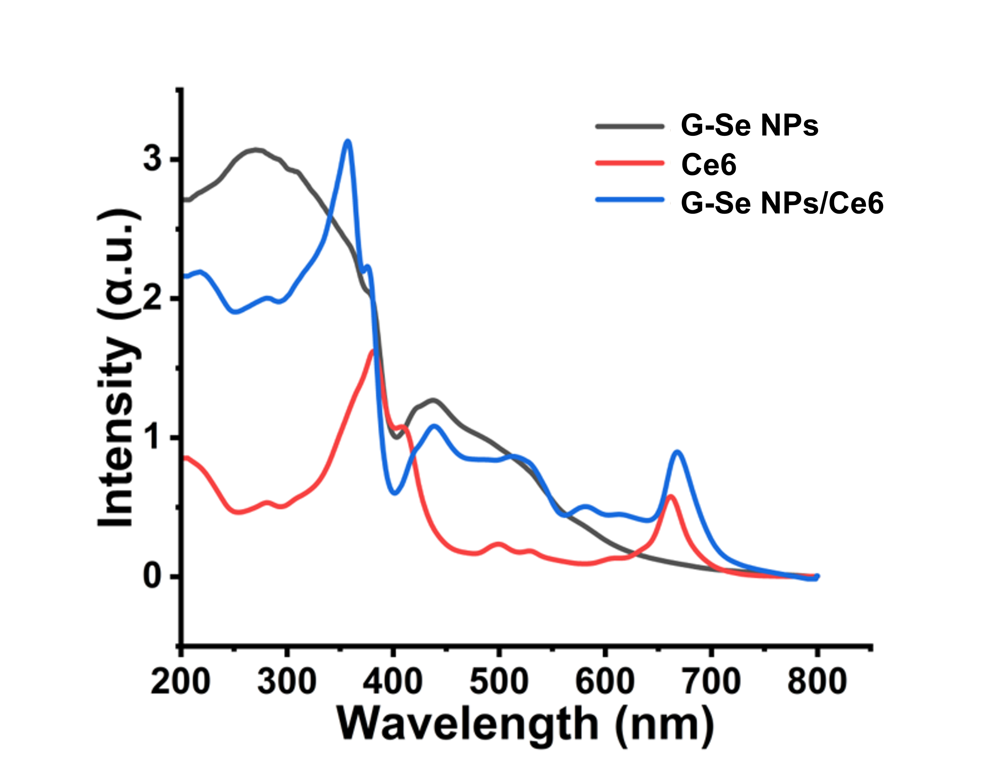 G-Se NPs
Ce6
G-Se NPs/Ce6
Intensity (α.u.)
3
2
1
0
200 300 400 500 600 700 800
Wavelength (nm)